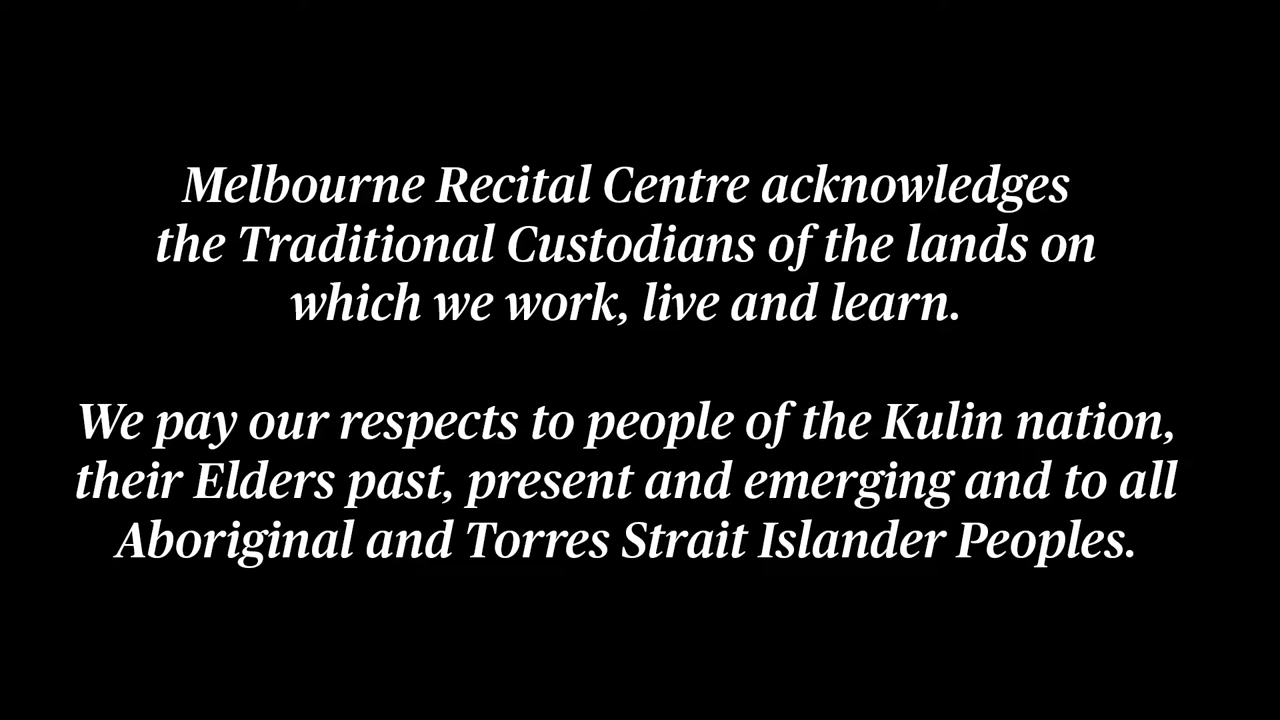 Melbourne Recital Centre acknowledges
the Traditional Custodians of the lands on
which we work, live and learn.
We pay our respects to people of the Kulin nation,
their Elders past, present and emerging and to all
Aboriginal and Torres Strait Islander Peoples.